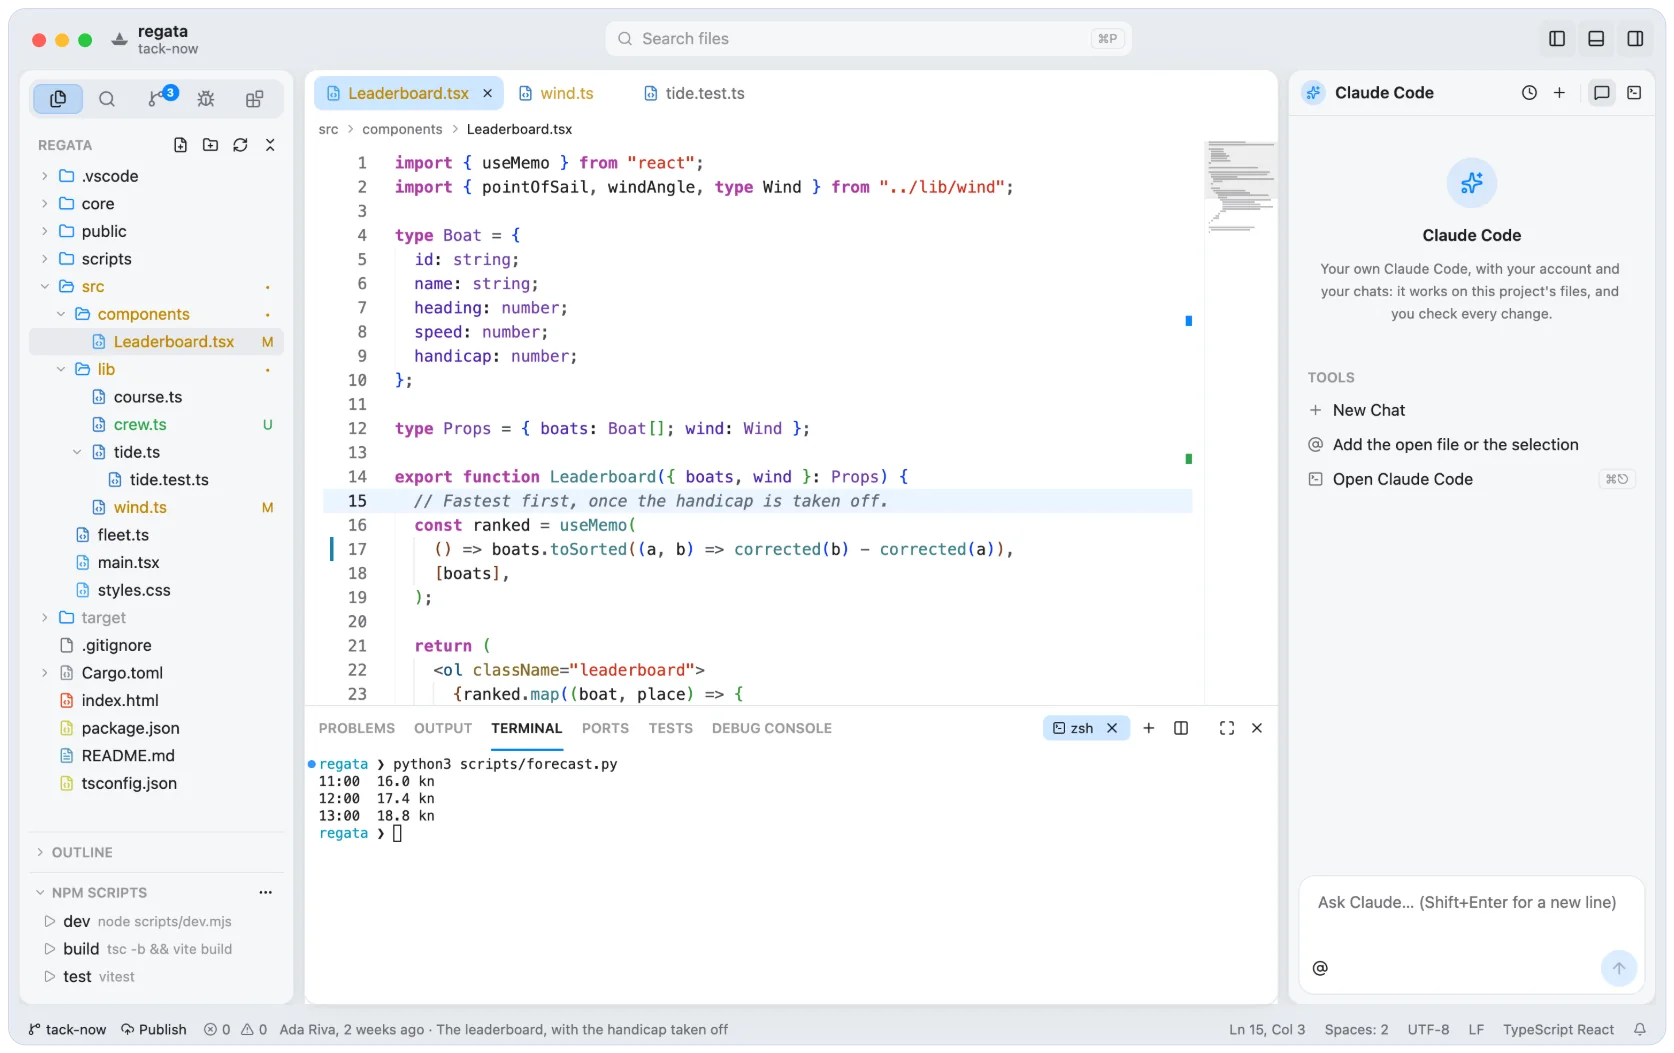 regata
tack-now
Search files
⌘P
3
REGATA
.vscode
core
public
scripts
src
components
Leaderboard.tsx M
lib
course.ts
crew.ts U
tide.ts
tide.test.ts
wind.ts M
fleet.ts
main.tsx
styles.css
target
.gitignore
Cargo.toml
index.html
package.json
README.md
tsconfig.json
OUTLINE
NPM SCRIPTS
dev node scripts/dev.mjs
build tsc -b && vite build
test vitest
Leaderboard.tsx
wind.ts
tide.test.ts
src > components > Leaderboard.tsx
1 import { useMemo } from "react";
2 import { pointOfSail, windAngle, type Wind } from "../lib/wind";
3
4 type Boat = {
5 id: string;
6 name: string;
7 heading: number;
8 speed: number;
9 handicap: number;
10 };
11
12 type Props = { boats: Boat[]; wind: Wind };
13
14 export function Leaderboard({ boats, wind }: Props) {
15 // Fastest first, once the handicap is taken off.
16 const ranked = useMemo(
17 () => boats.toSorted((a, b) => corrected(b) - corrected(a)),
18 [boats],
19 );
20
21 return (
22 <ol className="leaderboard">
23 {ranked.map((boat, place) => {
PROBLEMS OUTPUT TERMINAL PORTS TESTS DEBUG CONSOLE
zsh
regata ❯ python3 scripts/forecast.py
11:00 16.0 kn
12:00 17.4 kn
13:00 18.8 kn
regata ❯
Claude Code
Claude Code
Your own Claude Code, with your account and
your chats: it works on this project's files, and
you check every change.
TOOLS
New Chat
Add the open file or the selection
Open Claude Code
Ask Claude... (Shift+Enter for a new line)
@
tack-now Publish 0 0 Ada Riva, 2 weeks ago · The leaderboard, with the handicap taken off
Ln 15, Col 3 Spaces: 2 UTF-8 LF TypeScript React